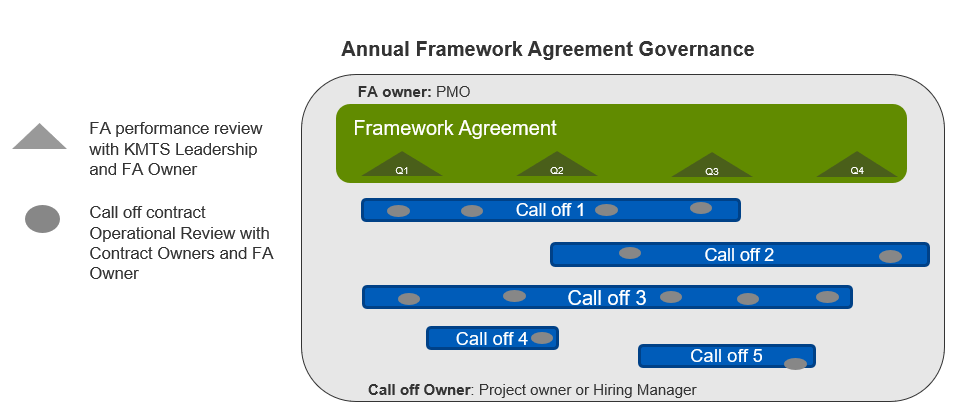 Annual Framework Agreement Governance
FA owner: PMO
Framework Agreement
Q1
Q2
Q3
Q4
FA performance review
with KMTS Leadership
and FA Owner
Call off contract
Operational Review with
Contract Owners and FA
Owner
Call off 1
Call off 2
Call off 3
Call off 4
Call off 5
Call off Owner: Project owner or Hiring Manager